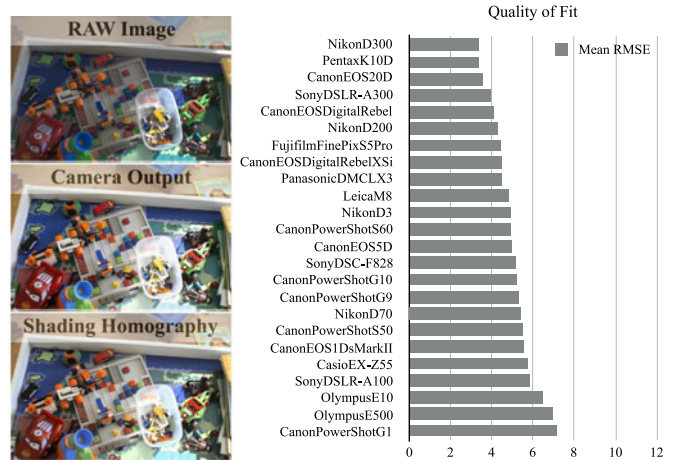 RAW Image
Camera Output
Shading Homography
Quality of Fit
Mean RMSE
NikonD300
PentaxK10D
CanonEOS20D
SonyDSLR-A300
CanonEOSDigitalRebel
NikonD200
FujifilmFinePixS5Pro
CanonEOSDigitalRebelXSi
PanasonicDMCLX3
LeicaM8
NikonD3
CanonPowerShotS60
CanonEOS5D
SonyDSC-F828
CanonPowerShotG10
CanonPowerShotG9
NikonD70
CanonPowerShotS50
CanonEOS1DsMarkII
CasioEX-Z55
SonyDSLR-A100
OlympusE10
OlympusE500
CanonPowerShotG1
0 2 4 6 8 10 12